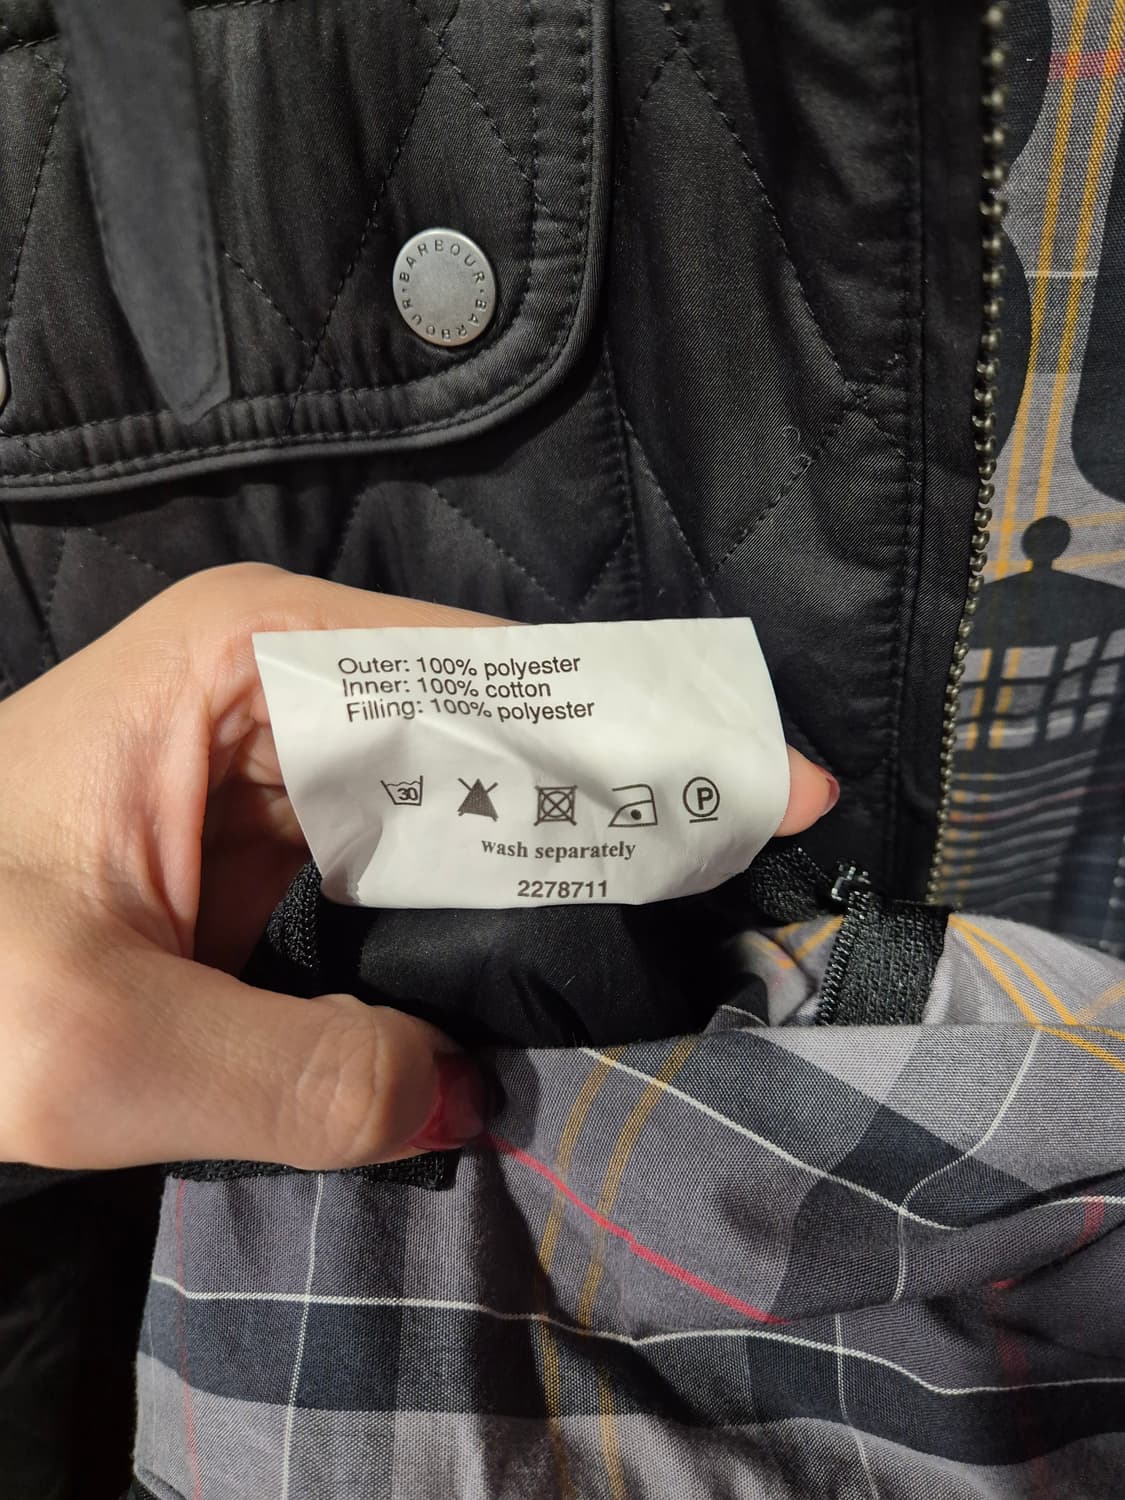 BARBOUR · BARBOUR ·
Outer: 100% polyester
Inner: 100% cotton
Filling: 100% polyester
30
P
wash separately
2278711